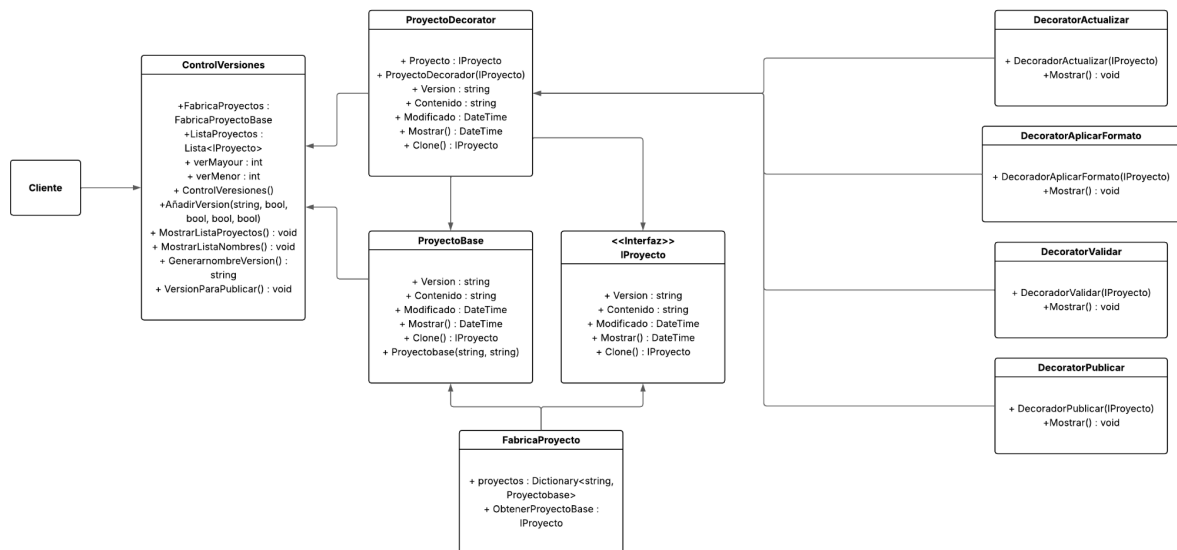 Cliente
ControlVersiones
+FabricaProyectos :
FabricaProyectoBase
+ListaProyectos :
Lista<IProyecto>
+ verMayour : int
+ verMenor : int
+ ControlVeresiones()
+AñadirVersion(string, bool,
bool, bool, bool)
+ MostrarListaProyectos() : void
+ MostrarListaNombres() : void
+ GenerarnombreVersion() :
string
+ VersionParaPublicar() : void
ProyectoDecorator
+ Proyecto : IProyecto
+ ProyectoDecorador(IProyecto)
+ Version : string
+ Contenido : string
+ Modificado : DateTime
+ Mostrar() : DateTime
+ Clone() : IProyecto
ProyectoBase
+ Version : string
+ Contenido : string
+ Modificado : DateTime
+ Mostrar() : DateTime
+ Clone() : IProyecto
+ Proyectobase(string, string)
<<Interfaz>>
IProyecto
+ Version : string
+ Contenido : string
+ Modificado : DateTime
+ Mostrar() : DateTime
+ Clone() : IProyecto
FabricaProyecto
+ proyectos : Dictionary<string,
Proyectobase>
+ ObtenerProyectoBase :
IProyecto
DecoratorActualizar
+ DecoradorActualizar(IProyecto)
+Mostrar() : void
DecoratorAplicarFormato
+ DecoradorAplicarFormato(IProyecto)
+Mostrar() : void
DecoratorValidar
+ DecoradorValidar(IProyecto)
+Mostrar() : void
DecoratorPublicar
+ DecoradorPublicar(IProyecto)
+Mostrar() : void